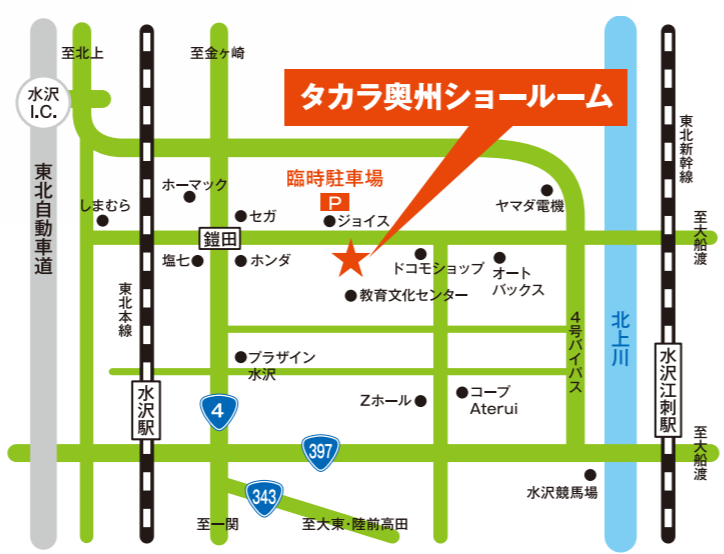 至北上
至金ヶ崎
水沢
I.C.
タカラ奥州ショールーム
東北新幹線
東北自動車道
臨時駐車場
P
ホーマック
しまむら
セガ
ジョイス
ヤマダ電機
至大船渡
鎧田
塩七
ホンダ
ドコモショップ
オート
バックス
教育文化センター
東北本線
4号バイパス
北上川
プラザイン
水沢
水沢江刺駅
水沢駅
4
Zホール
コープ
Aterui
397
至大船渡
343
水沢競馬場
至一関
至大東・陸前高田